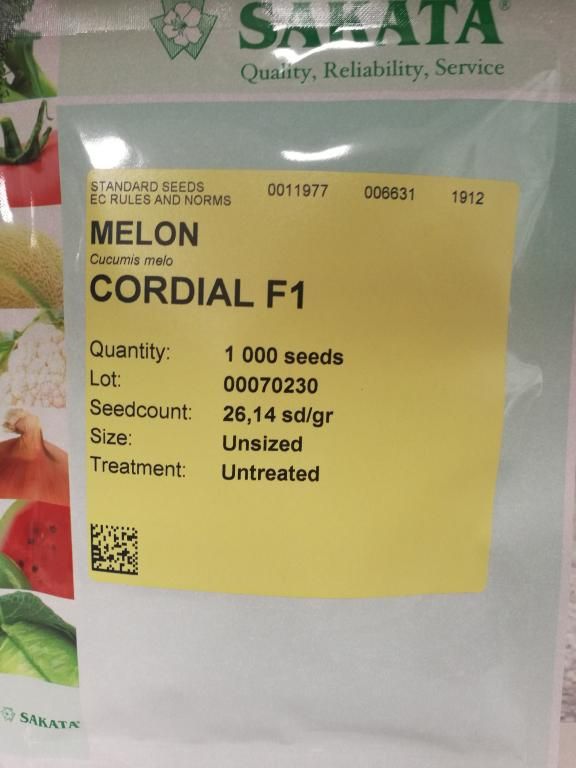 SAKATA®
Quality, Reliability, Service
STANDARD SEEDS 0011977 006631 1912
EC RULES AND NORMS
MELON
Cucumis melo
CORDIAL F1
Quantity: 1 000 seeds
Lot: 00070230
Seedcount: 26,14 sd/gr
Size: Unsized
Treatment: Untreated
SAKATA